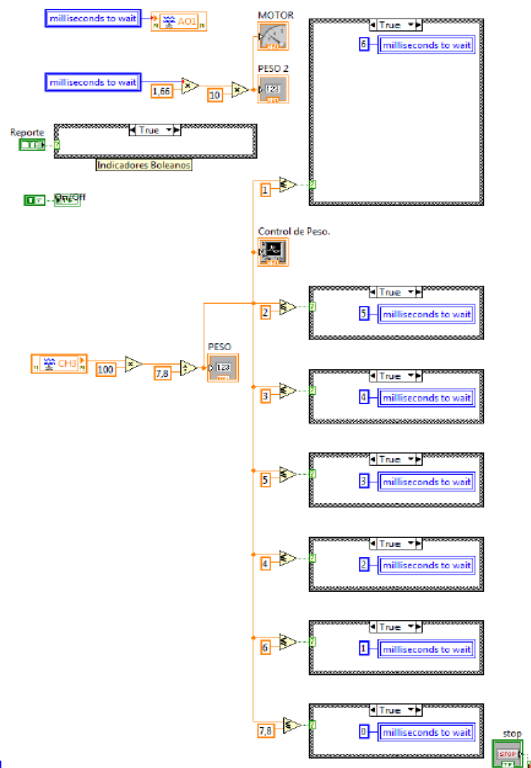 MOTOR
milliseconds to wait
AO1
True
6
milliseconds to wait
PESO 2
milliseconds to wait
1,66
10
123
Reporte
True
Indicadores Boleanos
On/Off
1
Control de Peso.
True
2
5
milliseconds to wait
PESO
CH3
100
7,8
123
True
3
4
milliseconds to wait
True
5
3
milliseconds to wait
True
4
2
milliseconds to wait
True
6
1
milliseconds to wait
True
7,8
0
milliseconds to wait
stop
STOP